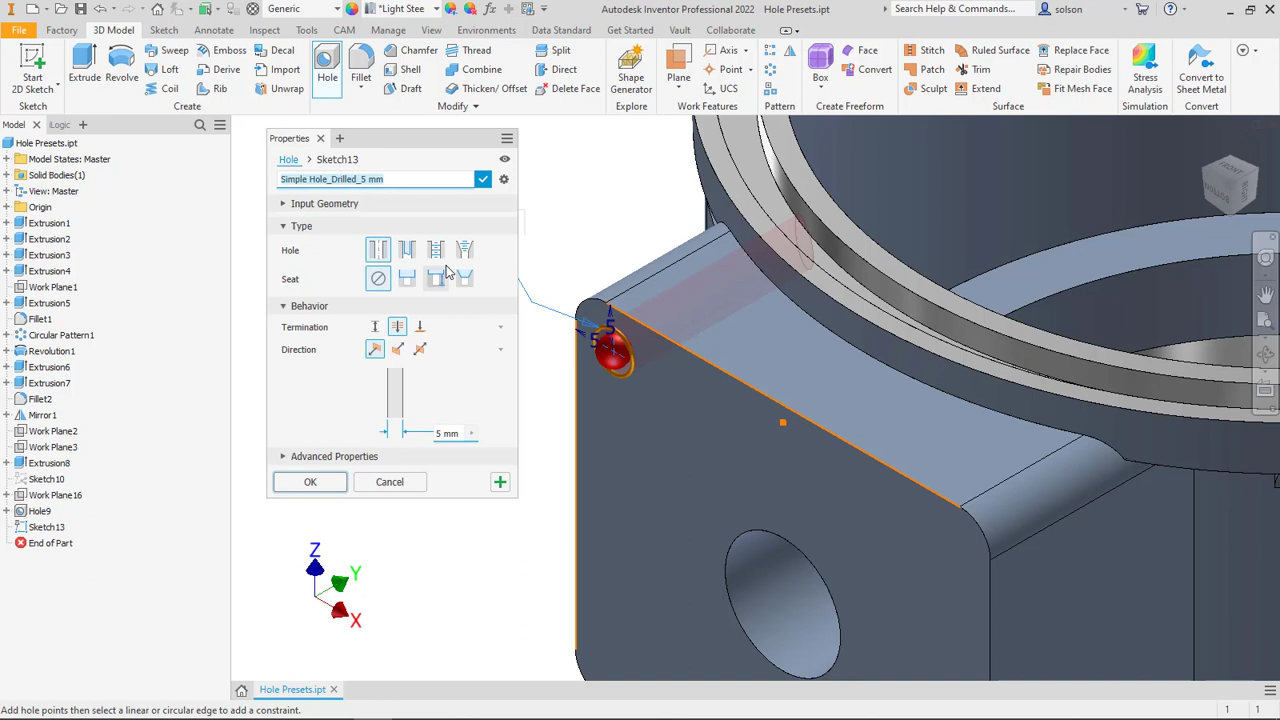 Generic
*Light Stee
fx
Autodesk Inventor Professional 2022 Hole Presets.ipt
Search Help & Commands...
solson
File Factory 3D Model Sketch Annotate Inspect Tools CAM Manage View Environments Data Standard Get Started Vault Collaborate
Start
2D Sketch
Extrude
Revolve
Sweep
Loft
Coil
Emboss
Derive
Rib
Decal
Import
Unwrap
Hole
Fillet
Chamfer
Shell
Draft
Thread
Combine
Thicken/ Offset
Split
Direct
Delete Face
Shape
Generator
Plane
Axis
Point
UCS
Box
Face
Convert
Stitch
Patch
Sculpt
Ruled Surface
Trim
Extend
Replace Face
Repair Bodies
Fit Mesh Face
Stress
Analysis
Convert to
Sheet Metal
Sketch Create Modify Explore Work Features Pattern Create Freeform Surface Simulation Convert
Model iLogic
Hole Presets.ipt
Model States: Master
Solid Bodies(1)
View: Master
Origin
Extrusion1
Extrusion2
Extrusion3
Extrusion4
Work Plane1
Extrusion5
Fillet1
Circular Pattern1
Revolution1
Extrusion6
Extrusion7
Fillet2
Mirror1
Work Plane2
Work Plane3
Extrusion8
Sketch10
Work Plane16
Hole9
Sketch13
End of Part
Properties
Hole Sketch13
Simple Hole_Drilled_5 mm
Input Geometry
Type
Hole
Seat
Behavior
Termination
Direction
5 mm
Advanced Properties
OK Cancel
5
5
FRONT
BOTTOM
Z
Y
X
Hole Presets.ipt
Add hole points then select a linear or circular edge to add a constraint.
1 1